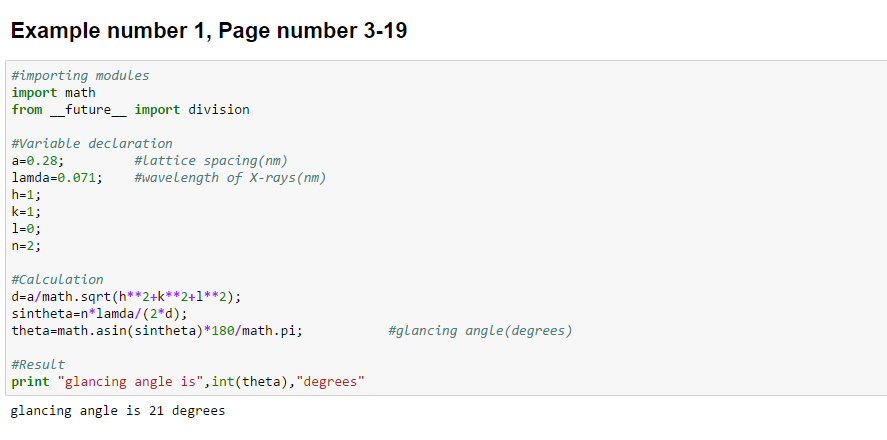 Example number 1, Page number 3-19
#importing modules
import math
from __future__ import division
#Variable declaration
a=0.28; #lattice spacing(nm)
lamda=0.071; #wavelength of X-rays(nm)
h=1;
k=1;
l=0;
n=2;
#Calculation
d=a/math.sqrt(h**2+k**2+l**2);
sintheta=n*lamda/(2*d);
theta=math.asin(sintheta)*180/math.pi; #glancing angle(degrees)
#Result
print "glancing angle is",int(theta),"degrees"
glancing angle is 21 degrees